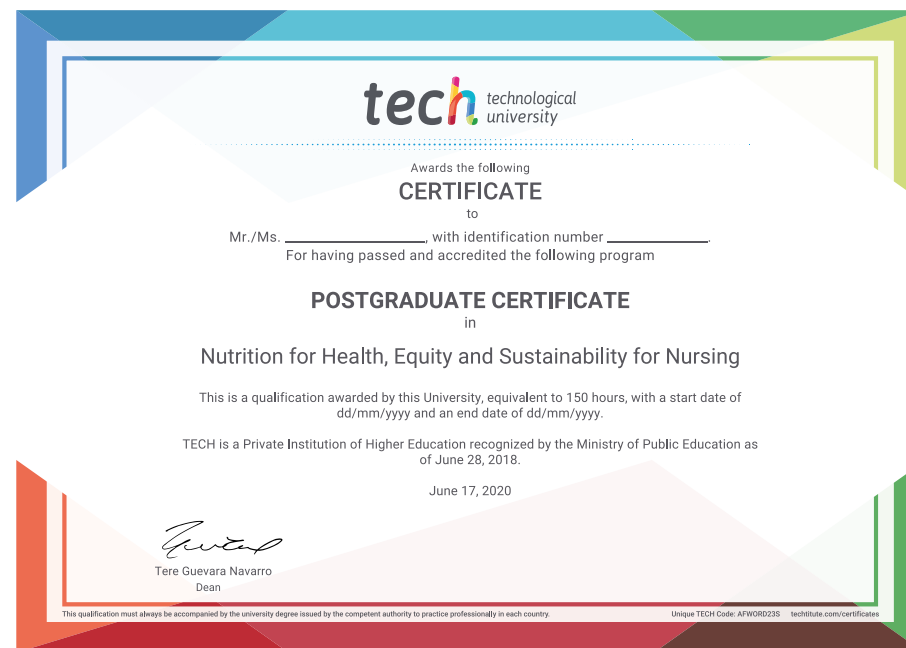 tech technological
university
Awards the following
CERTIFICATE
to
Mr./Ms. ____________________, with identification number ______________.
For having passed and accredited the following program
POSTGRADUATE CERTIFICATE
in
Nutrition for Health, Equity and Sustainability for Nursing
This is a qualification awarded by this University, equivalent to 150 hours, with a start date of
dd/mm/yyyy and an end date of dd/mm/yyyy.
TECH is a Private Institution of Higher Education recognized by the Ministry of Public Education as
of June 28, 2018.
June 17, 2020
Tere Guevara Navarro
Dean
This qualification must always be accompanied by the university degree issued by the competent authority to practice professionally in each country.
Unique TECH Code: AFWORD23S techtitute.com/certificates